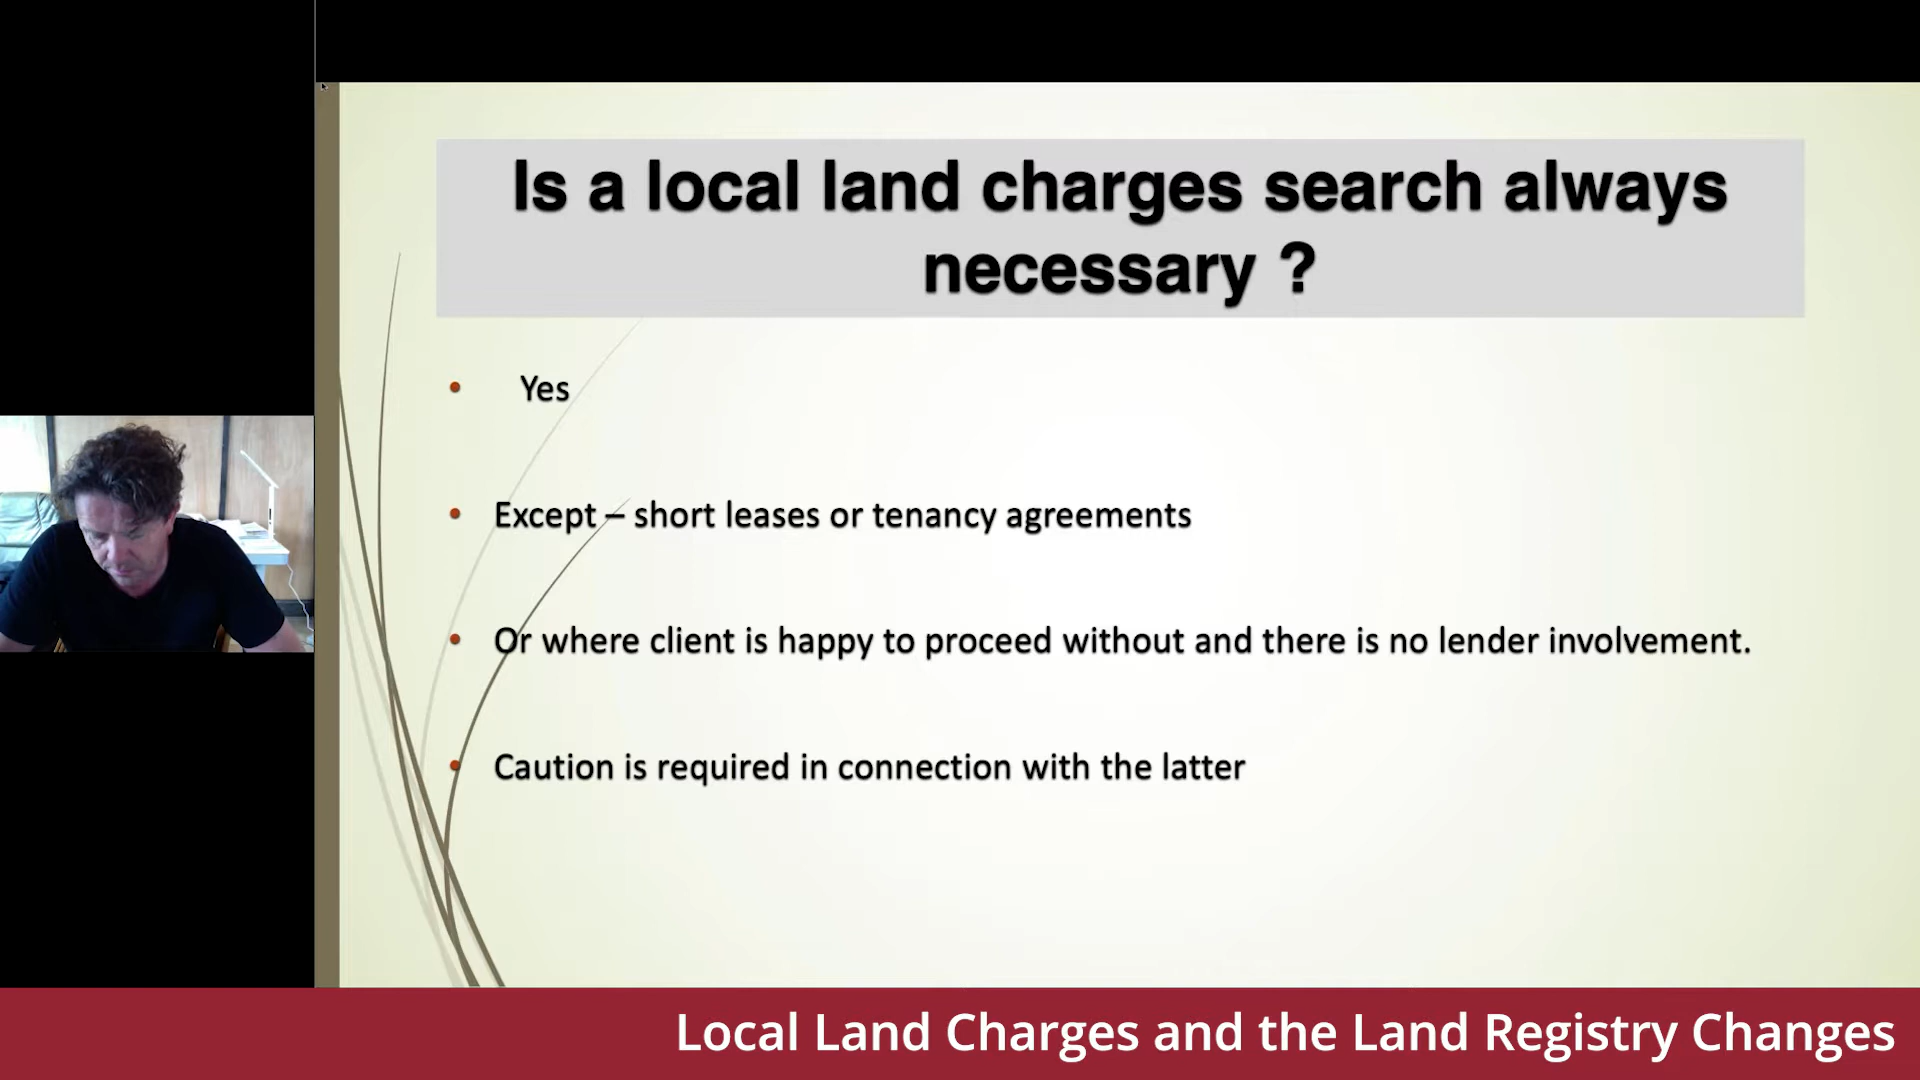 Is a local land charges search always
necessary ?
• Yes
• Except – short leases or tenancy agreements
• Or where client is happy to proceed without and there is no lender involvement.
• Caution is required in connection with the latter
Local Land Charges and the Land Registry Changes